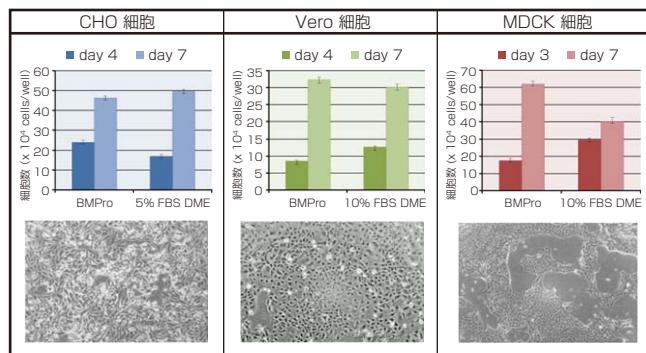 CHO 細胞
day 4 day 7
細胞数 (x 10⁴ cells/well)
60
50
40
30
20
10
0
BMPro 5% FBS DME
Vero 細胞
day 4 day 7
細胞数 (x 10⁴ cells/well)
35
30
25
20
15
10
5
0
BMPro 10% FBS DME
MDCK 細胞
day 3 day 7
細胞数 (x 10⁴ cells/well)
70
60
50
40
30
20
10
0
BMPro 10% FBS DME